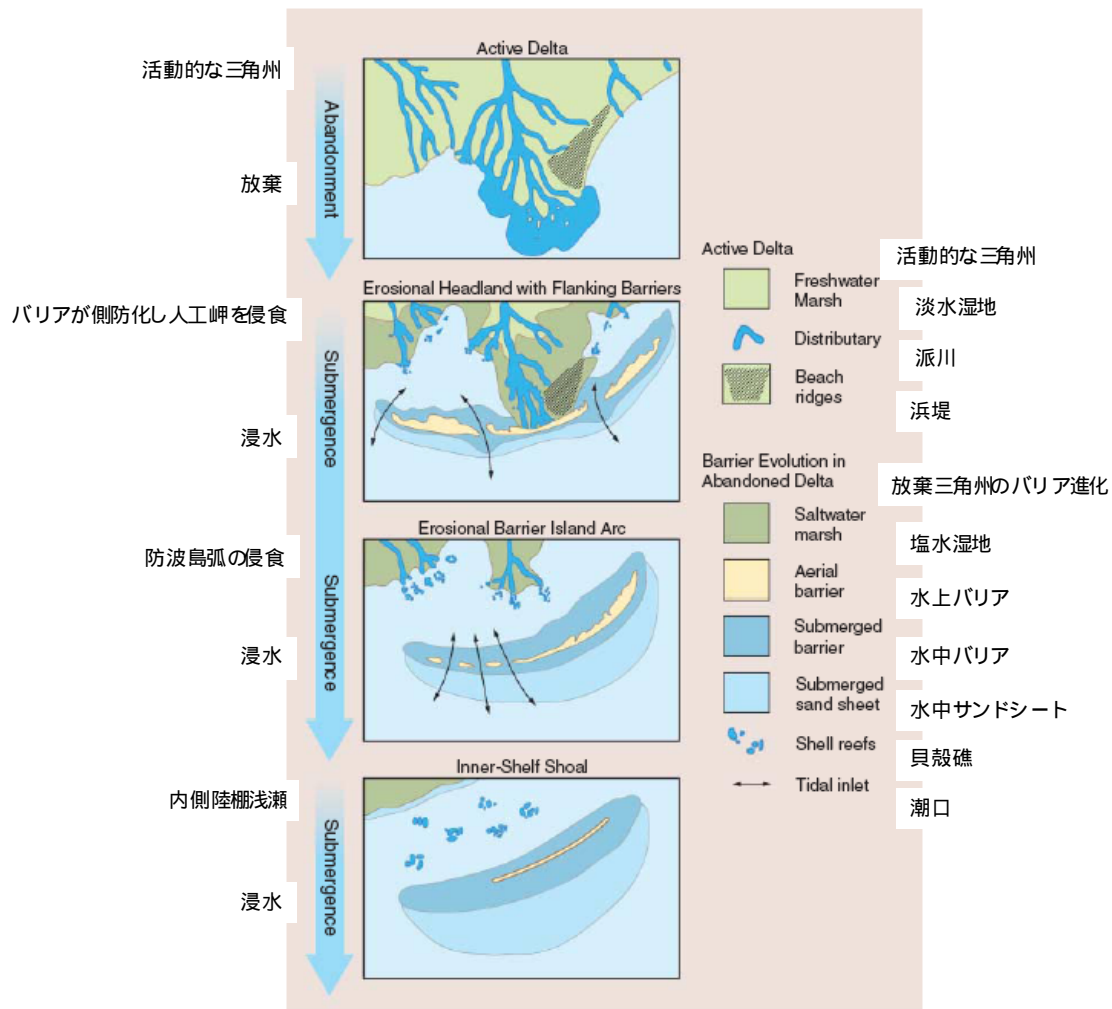 Active Delta
活動的な三角州
Abandonment
放棄
Erosional Headland with Flanking Barriers
バリアが側防化し人工岬を侵食
Submergence
浸水
Erosional Barrier Island Arc
防波島弧の侵食
Submergence
浸水
Inner-Shelf Shoal
内側陸棚浅瀬
Submergence
浸水
Active Delta
活動的な三角州
Freshwater
Marsh
淡水湿地
Distributary
派川
Beach
ridges
浜堤
Barrier Evolution in
Abandoned Delta
放棄三角州のバリア進化
Saltwater
marsh
塩水湿地
Aerial
barrier
水上バリア
Submerged
barrier
水中バリア
Submerged
sand sheet
水中サンドシート
Shell reefs
貝殻礁
Tidal inlet
潮口